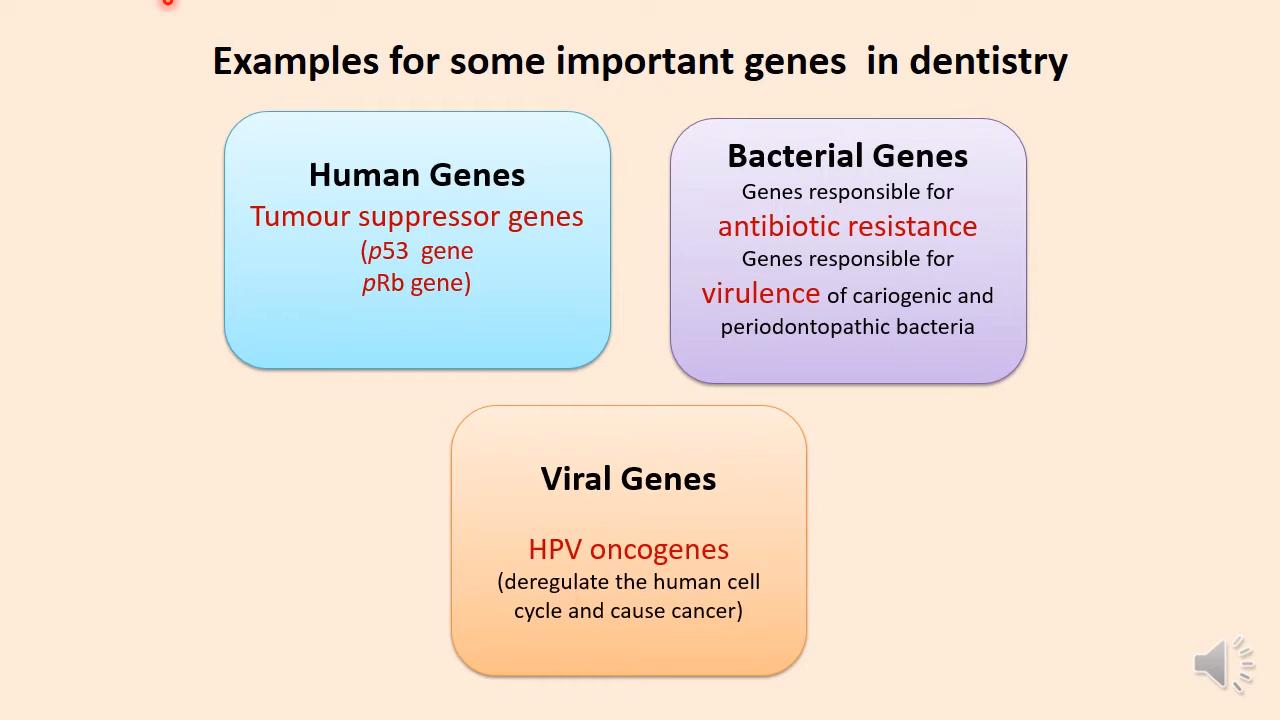 Examples for some important genes  in dentistry
Human Genes
Tumour suppressor genes
(p53  gene
pRb gene)
Bacterial Genes
Genes responsible for
antibiotic resistance
Genes responsible for
virulence of cariogenic and
periodontopathic bacteria
Viral Genes
HPV oncogenes
(deregulate the human cell
cycle and cause cancer)